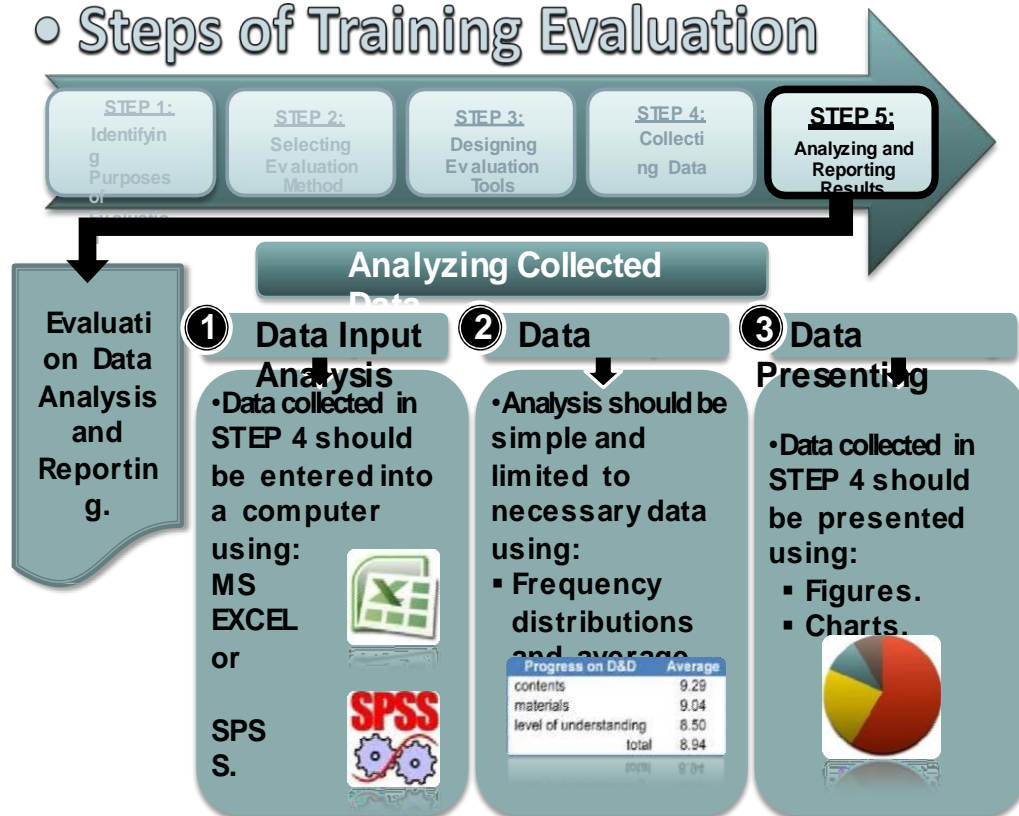 • Steps of Training Evaluation
STEP 1:
Identifyin
g
Purposes
of
STEP 2:
Selecting
Evaluation
Method
STEP 3:
Designing
Evaluation
Tools
STEP 4:
Collecti
ng Data
STEP 5:
Analyzing and
Reporting
Results
Evaluati
on Data
Analysis
and
Reportin
g.
Analyzing Collected
Data
1 Data Input
Analysis
•Data collected in
STEP 4 should
be entered into
a computer
using:
MS
EXCEL
or
SPS
S.
SPSS
2 Data
•Analysis should be
simple and
limited to
necessary data
using:
▪ Frequency
distributions
and average
Progress on D&D Average
contents 9.29
materials 9.04
level of understanding 8.50
total 8.94
3 Data
Presenting
•Data collected in
STEP 4 should
be presented
using:
▪ Figures.
▪ Charts.